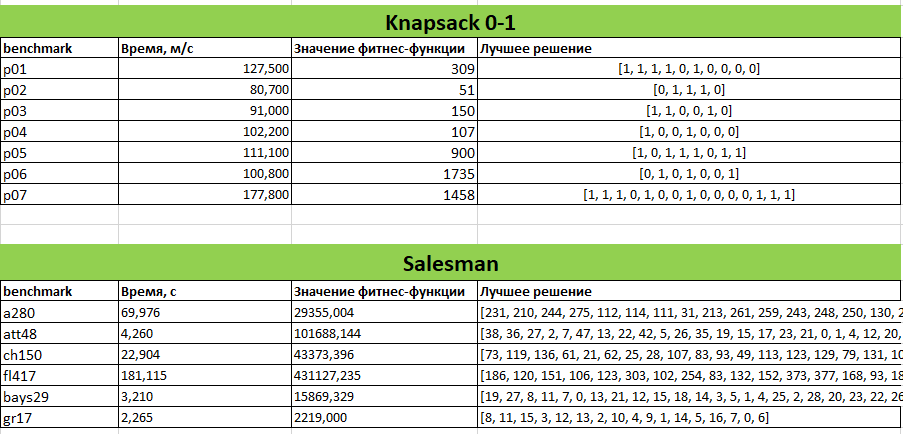 Knapsack 0-1
benchmark Время, м/с Значение фитнес-функции Лучшее решение
p01 127,500 309 [1, 1, 1, 1, 0, 1, 0, 0, 0, 0]
p02 80,700 51 [0, 1, 1, 1, 0]
p03 91,000 150 [1, 1, 0, 0, 1, 0]
p04 102,200 107 [1, 0, 0, 1, 0, 0, 0]
p05 111,100 900 [1, 0, 1, 1, 1, 0, 1, 1]
p06 100,800 1735 [0, 1, 0, 1, 0, 0, 1]
p07 177,800 1458 [1, 1, 1, 0, 1, 0, 0, 1, 0, 0, 0, 0, 1, 1, 1]
Salesman
benchmark Время, с Значение фитнес-функции Лучшее решение
a280 69,976 29355,004 [231, 210, 244, 275, 112, 114, 111, 31, 213, 261, 259, 243, 248, 250, 130, 2
att48 4,260 101688,144 [38, 36, 27, 2, 7, 47, 13, 22, 42, 5, 26, 35, 19, 15, 17, 23, 21, 0, 1, 4, 12, 20,
ch150 22,904 43373,396 [73, 119, 136, 61, 21, 62, 25, 28, 107, 83, 93, 49, 113, 123, 129, 79, 131, 10
fl417 181,115 431127,235 [186, 120, 151, 106, 123, 303, 102, 254, 83, 132, 152, 373, 377, 168, 93, 18
bays29 3,210 15869,329 [19, 27, 8, 11, 7, 0, 13, 21, 12, 15, 18, 14, 3, 5, 1, 4, 25, 2, 28, 20, 23, 22, 26
gr17 2,265 2219,000 [8, 11, 15, 3, 12, 13, 2, 10, 4, 9, 1, 14, 5, 16, 7, 0, 6]